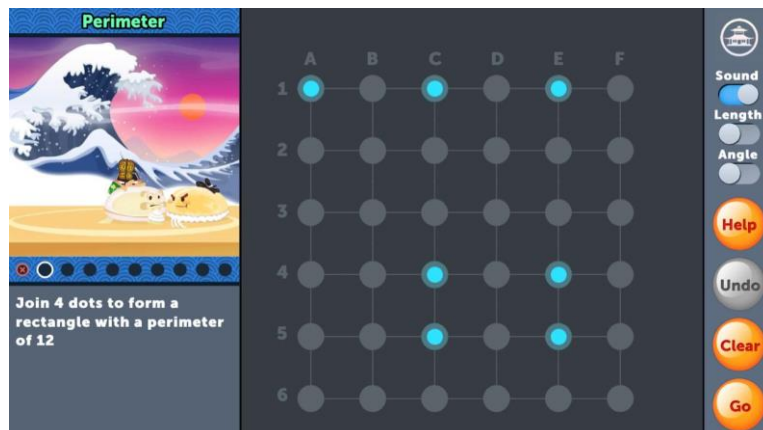 Perimeter
Join 4 dots to form a
rectangle with a perimeter
of 12
A B C D E F
1
2
3
4
5
6
Sound
Length
Angle
Help
Undo
Clear
Go